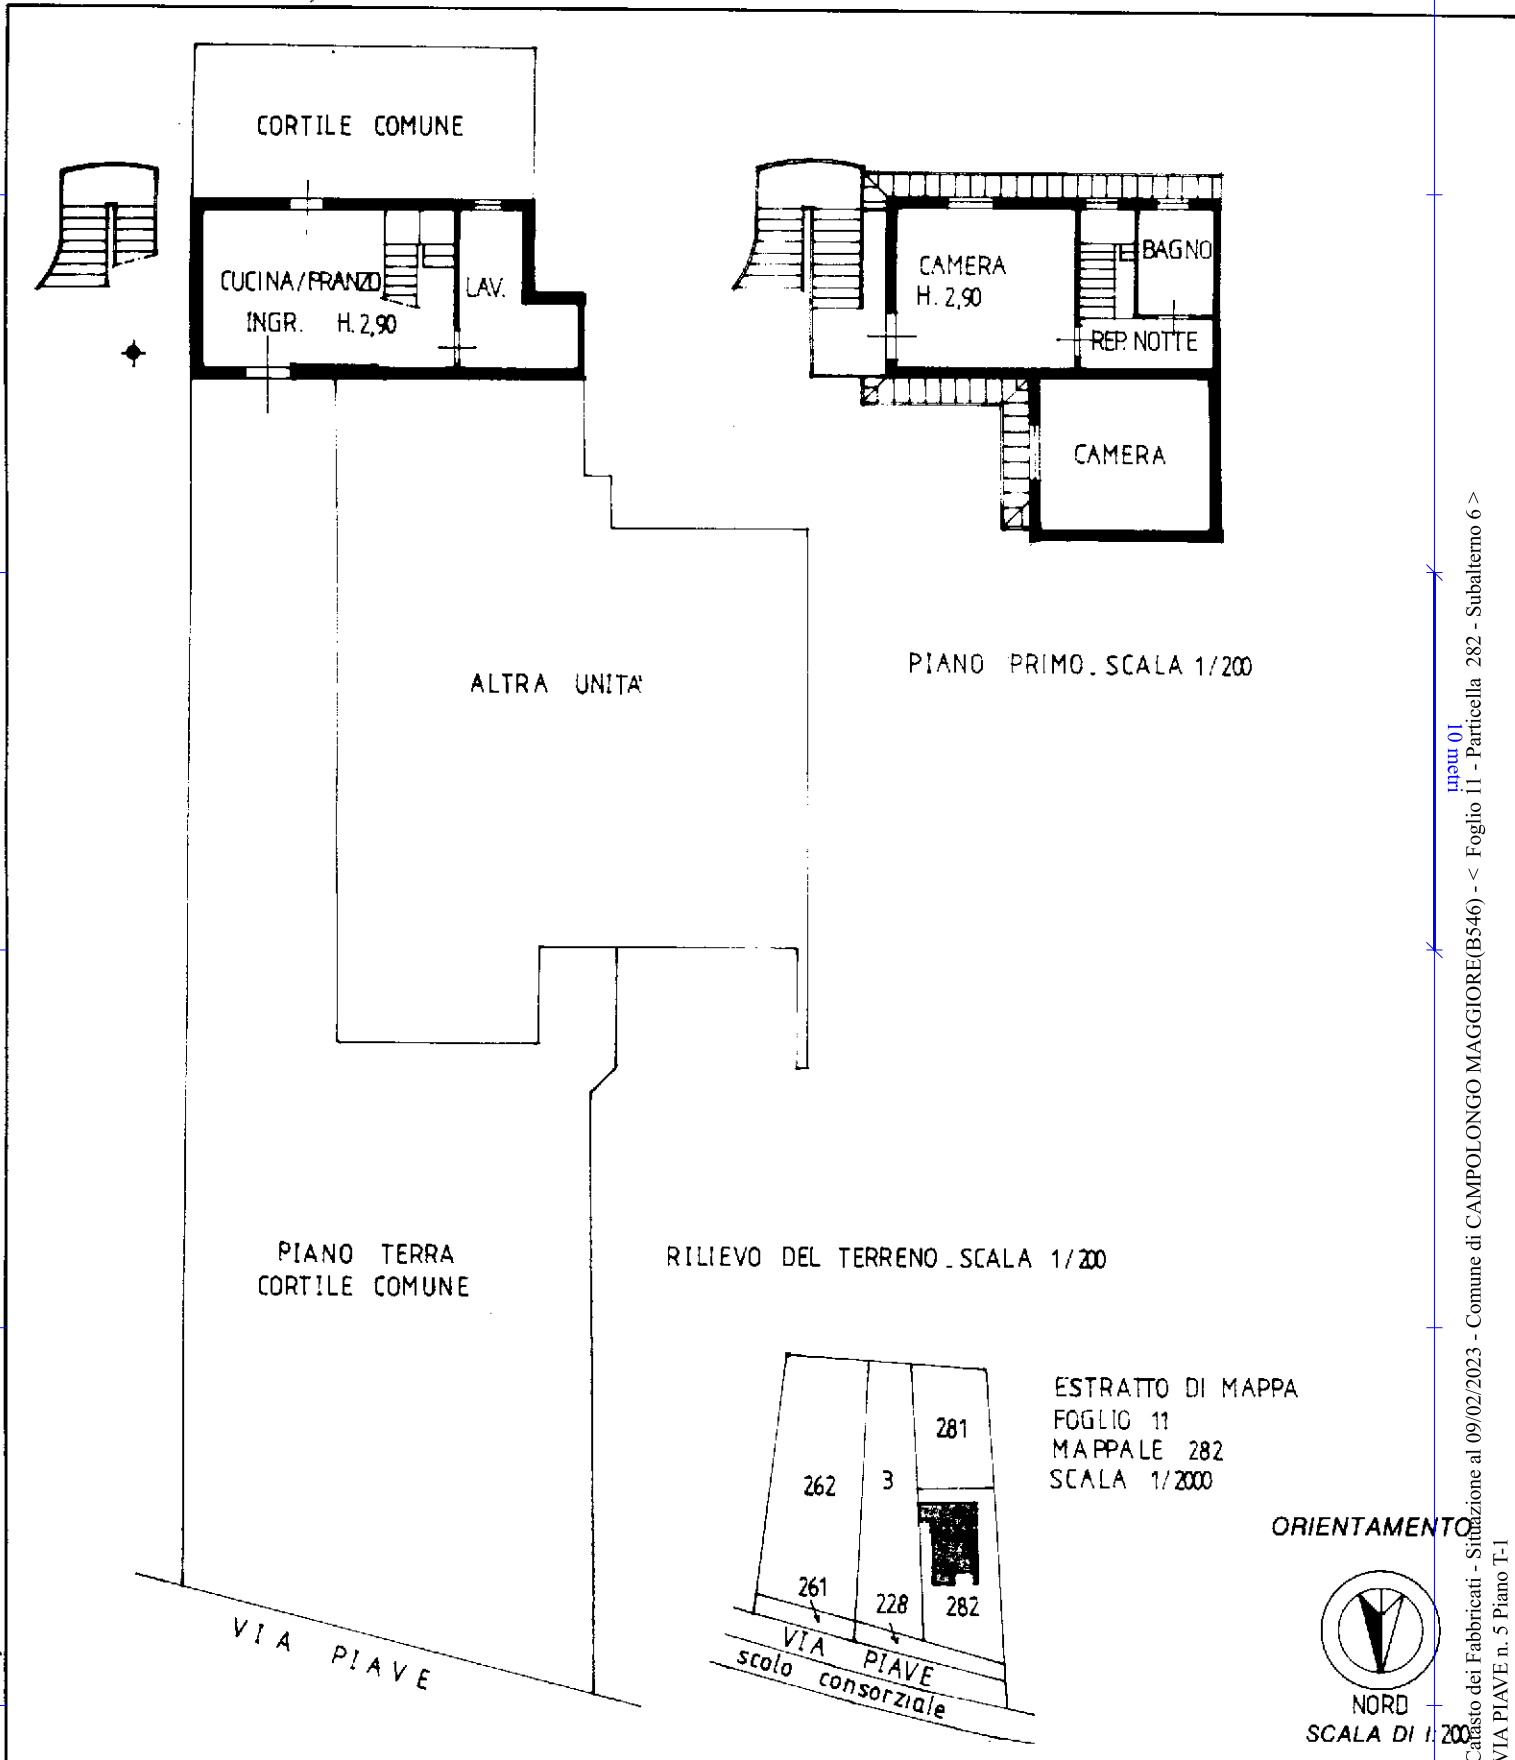 CORTILE COMUNE
CUCINA/PRANZO
INGR. H. 2,90
LAV.
CAMERA
H. 2,90
BAGNO
REP. NOTTE
CAMERA
PIANO PRIMO_SCALA 1/200
ALTRA UNITA'
PIANO TERRA
CORTILE COMUNE
RILIEVO DEL TERRENO_SCALA 1/200
ESTRATTO DI MAPPA
FOGLIO 11
MAPPALE 282
SCALA 1/2000
281
262
3
261
228
282
VIA PIAVE
scolo consorziale
VIA PIAVE
ORIENTAMENTO
NORD
SCALA DI 1:200
10 metri
Catasto dei Fabbricati - Situazione al 09/02/2023 - Comune di CAMPOLONGO MAGGIORE(B546) - < Foglio 11 - Particella 282 - Subalterno 6 >
VIA PIAVE n. 5 Piano T-1